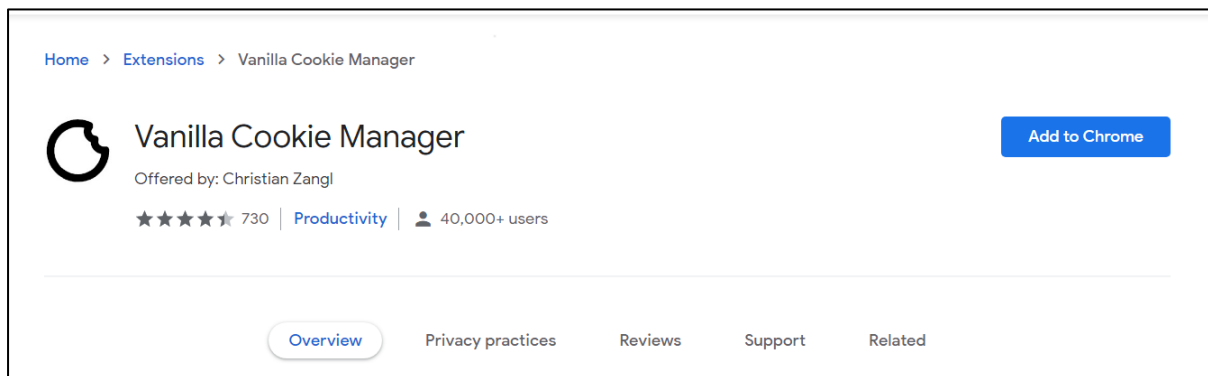 Home > Extensions > Vanilla Cookie Manager
Vanilla Cookie Manager
Add to Chrome
Offered by: Christian Zangl
730 | Productivity | 40,000+ users
Overview Privacy practices Reviews Support Related